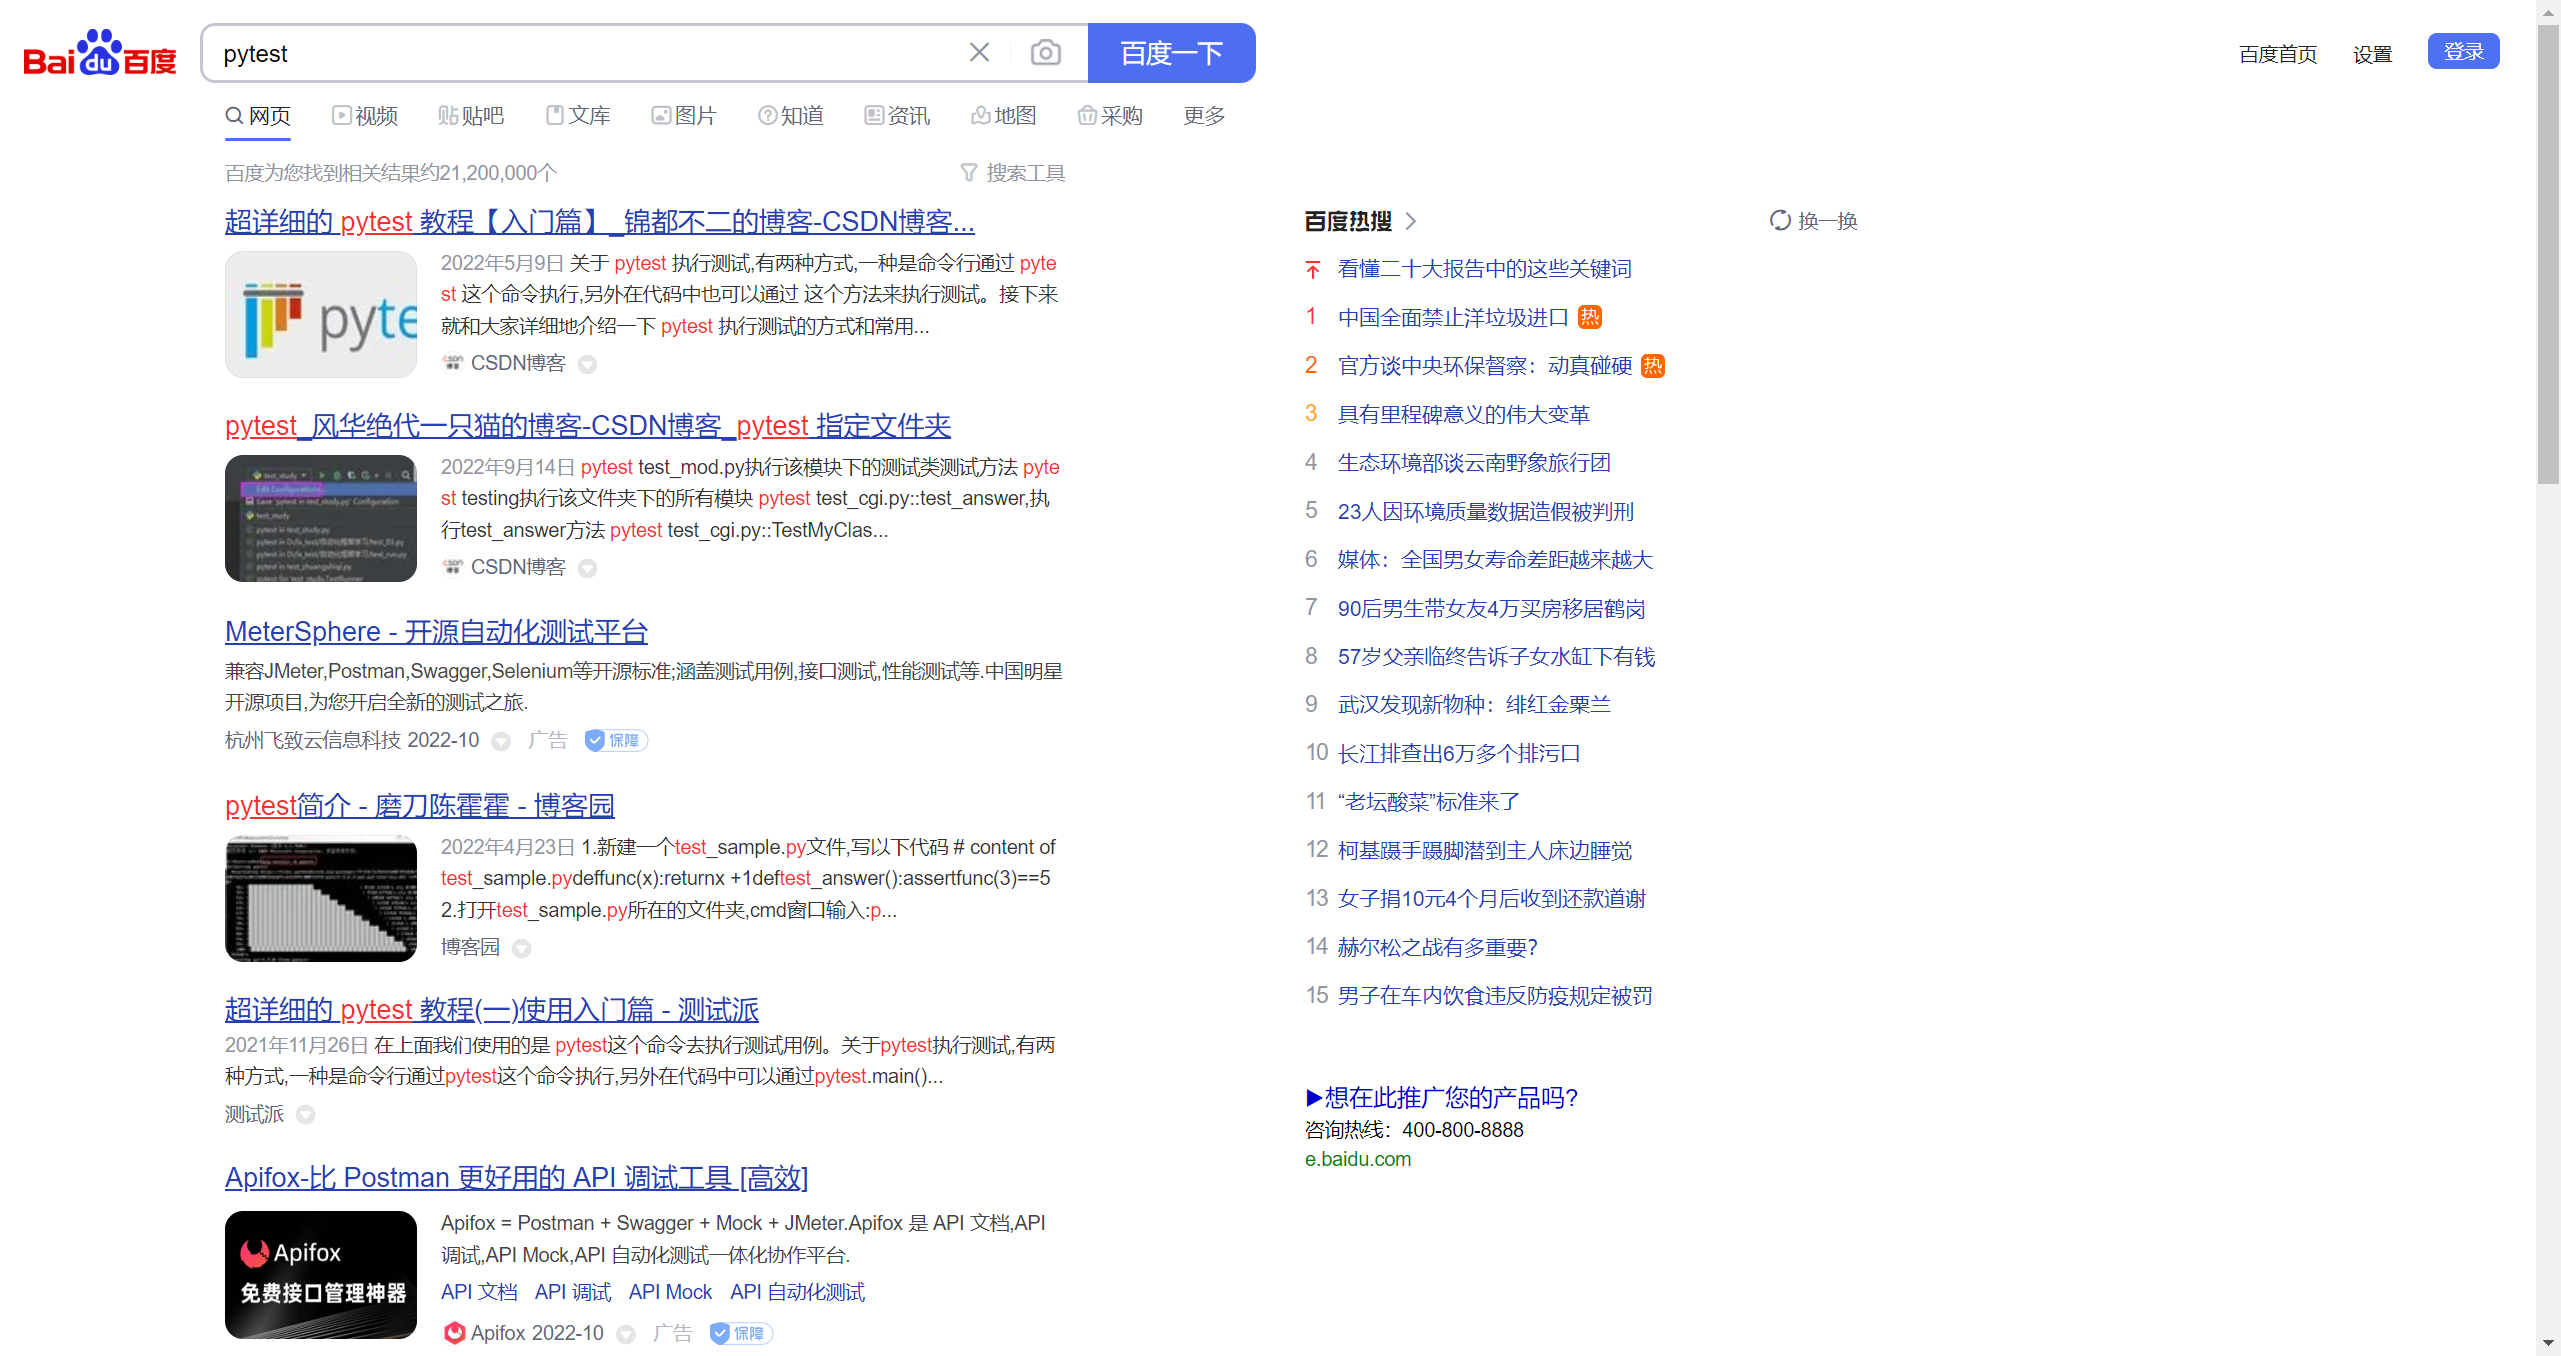 Bai du 百度
pytest
百度一下
百度首页 设置 登录
网页 视频 贴吧 文库 图片 知道 资讯 地图 采购 更多
百度为您找到相关结果约21,200,000个
搜索工具
超详细的 pytest 教程【入门篇】_锦都不二的博客-CSDN博客...
pyte
2022年5月9日 关于 pytest 执行测试,有两种方式,一种是命令行通过 pyte
st 这个命令执行,另外在代码中也可以通过 这个方法来执行测试。接下来
就和大家详细地介绍一下 pytest 执行测试的方式和常用...
CSDN博客
pytest_风华绝代一只猫的博客-CSDN博客_pytest 指定文件夹
2022年9月14日 pytest test_mod.py执行该模块下的测试类测试方法 pyte
st testing执行该文件夹下的所有模块 pytest test_cgi.py::test_answer,执
行test_answer方法 pytest test_cgi.py::TestMyClas...
CSDN博客
MeterSphere - 开源自动化测试平台
兼容JMeter,Postman,Swagger,Selenium等开源标准;涵盖测试用例,接口测试,性能测试等.中国明星
开源项目,为您开启全新的测试之旅.
杭州飞致云信息科技 2022-10 广告 保障
pytest简介 - 磨刀陈霍霍 - 博客园
2022年4月23日 1.新建一个test_sample.py文件,写以下代码 # content of
test_sample.pydeffunc(x):returnx +1deftest_answer():assertfunc(3)==5
2.打开test_sample.py所在的文件夹,cmd窗口输入:p...
博客园
超详细的 pytest 教程(一)使用入门篇 - 测试派
2021年11月26日 在上面我们使用的是 pytest这个命令去执行测试用例。关于pytest执行测试,有两
种方式,一种是命令行通过pytest这个命令执行,另外在代码中可以通过pytest.main()...
测试派
Apifox-比 Postman 更好用的 API 调试工具 [高效]
Apifox
免费接口管理神器
Apifox = Postman + Swagger + Mock + JMeter.Apifox 是 API 文档,API
调试,API Mock,API 自动化测试一体化协作平台.
API 文档 API 调试 API Mock API 自动化测试
Apifox 2022-10 广告 保障
百度热搜
换一换
看懂二十大报告中的这些关键词
1 中国全面禁止洋垃圾进口 热
2 官方谈中央环保督察：动真碰硬 热
3 具有里程碑意义的伟大变革
4 生态环境部谈云南野象旅行团
5 23人因环境质量数据造假被判刑
6 媒体：全国男女寿命差距越来越大
7 90后男生带女友4万买房移居鹤岗
8 57岁父亲临终告诉子女水缸下有钱
9 武汉发现新物种：绯红金粟兰
10 长江排查出6万多个排污口
11 “老坛酸菜”标准来了
12 柯基蹑手蹑脚潜到主人床边睡觉
13 女子捐10元4个月后收到还款道谢
14 赫尔松之战有多重要?
15 男子在车内饮食违反防疫规定被罚
▶想在此推广您的产品吗?
咨询热线：400-800-8888
e.baidu.com